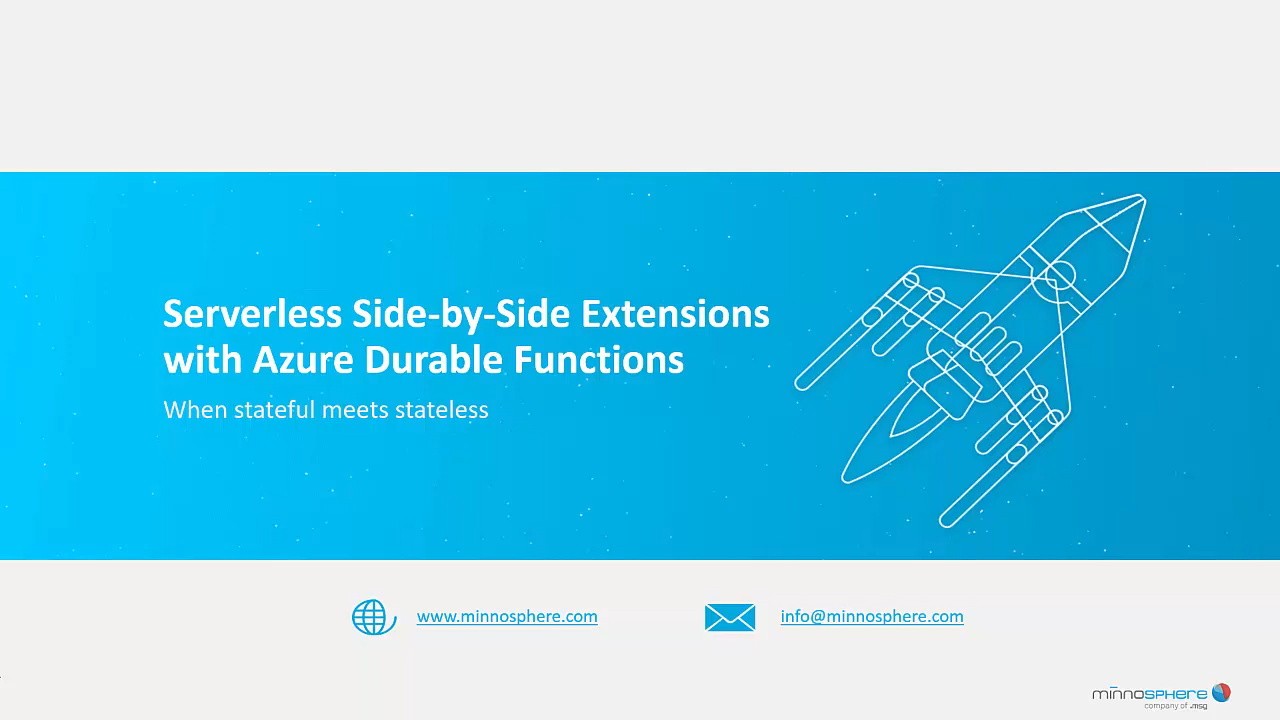 Serverless Side-by-Side Extensions
with Azure Durable Functions
When stateful meets stateless
www.minnosphere.com
info@minnosphere.com
minnosphere
company of .msg